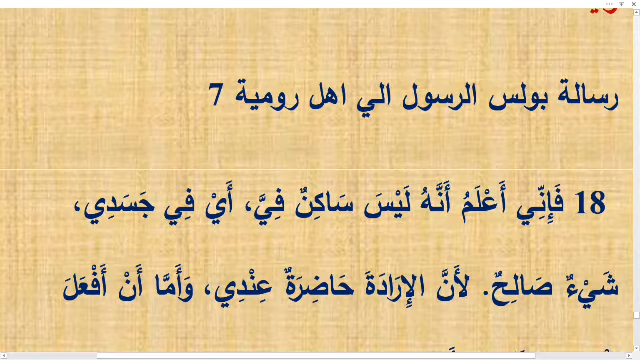 رسالة بولس الرسول الي اهل رومية 7
18 فَإِنِّي أَعْلَمُ أَنَّهُ لَيْسَ سَاكِنٌ فِيَّ، أَيْ فِي جَسَدِي،
شَيْءٌ صَالِحٌ. لأَنَّ الإِرَادَةَ حَاضِرَةٌ عِنْدِي، وَأَمَّا أَنْ أَفْعَلَ